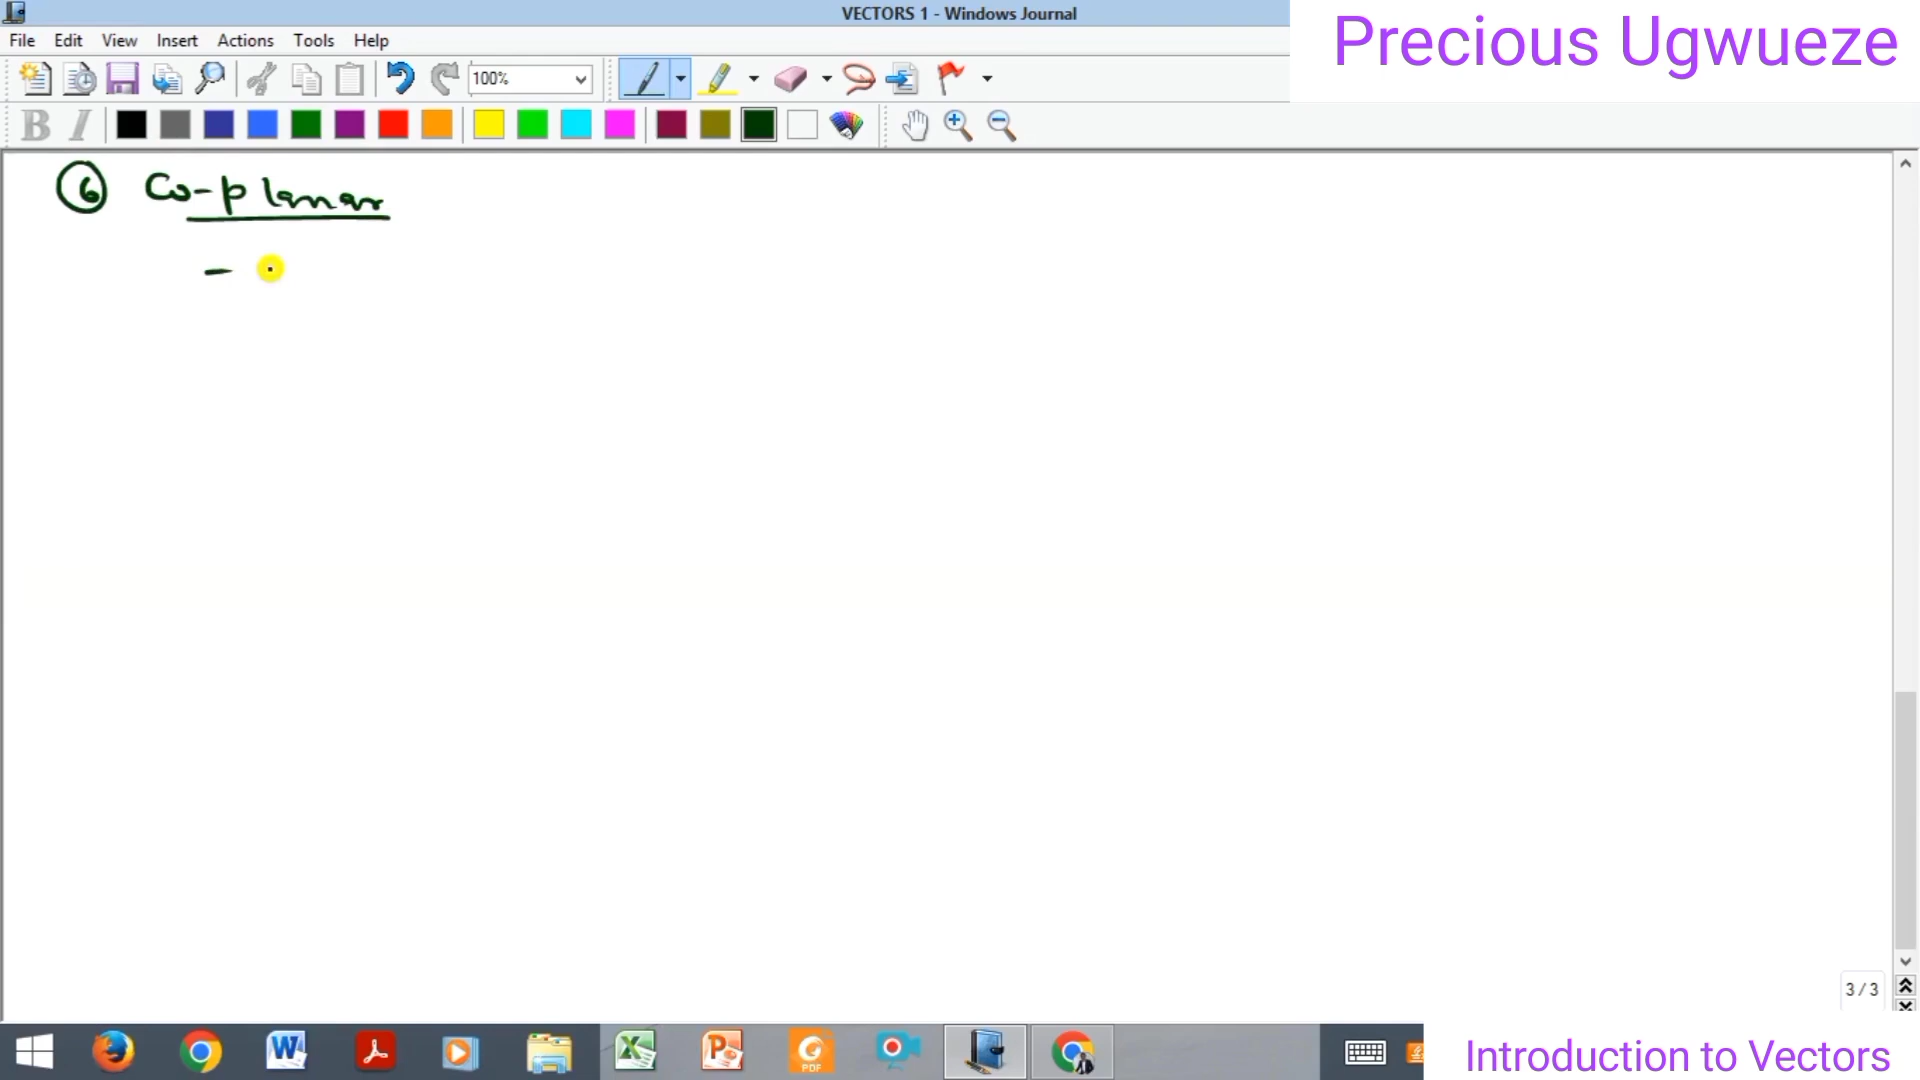 VECTORS 1 - Windows Journal
Precious Ugwueze
File Edit View Insert Actions Tools Help
100%
B I
⑥ Co-planar
-
3 / 3
W
X
P
G
PDF
Introduction to Vectors